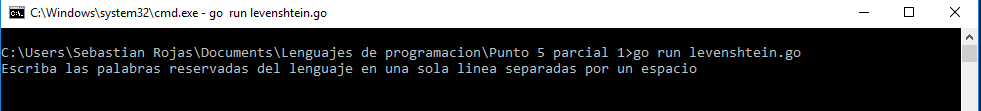 C:\Windows\system32\cmd.exe - go  run levenshtein.go
C:\Users\Sebastian Rojas\Documents\Lenguajes de programacion\Punto 5 parcial 1>go run levenshtein.go
Escriba las palabras reservadas del lenguaje en una sola linea separadas por un espacio